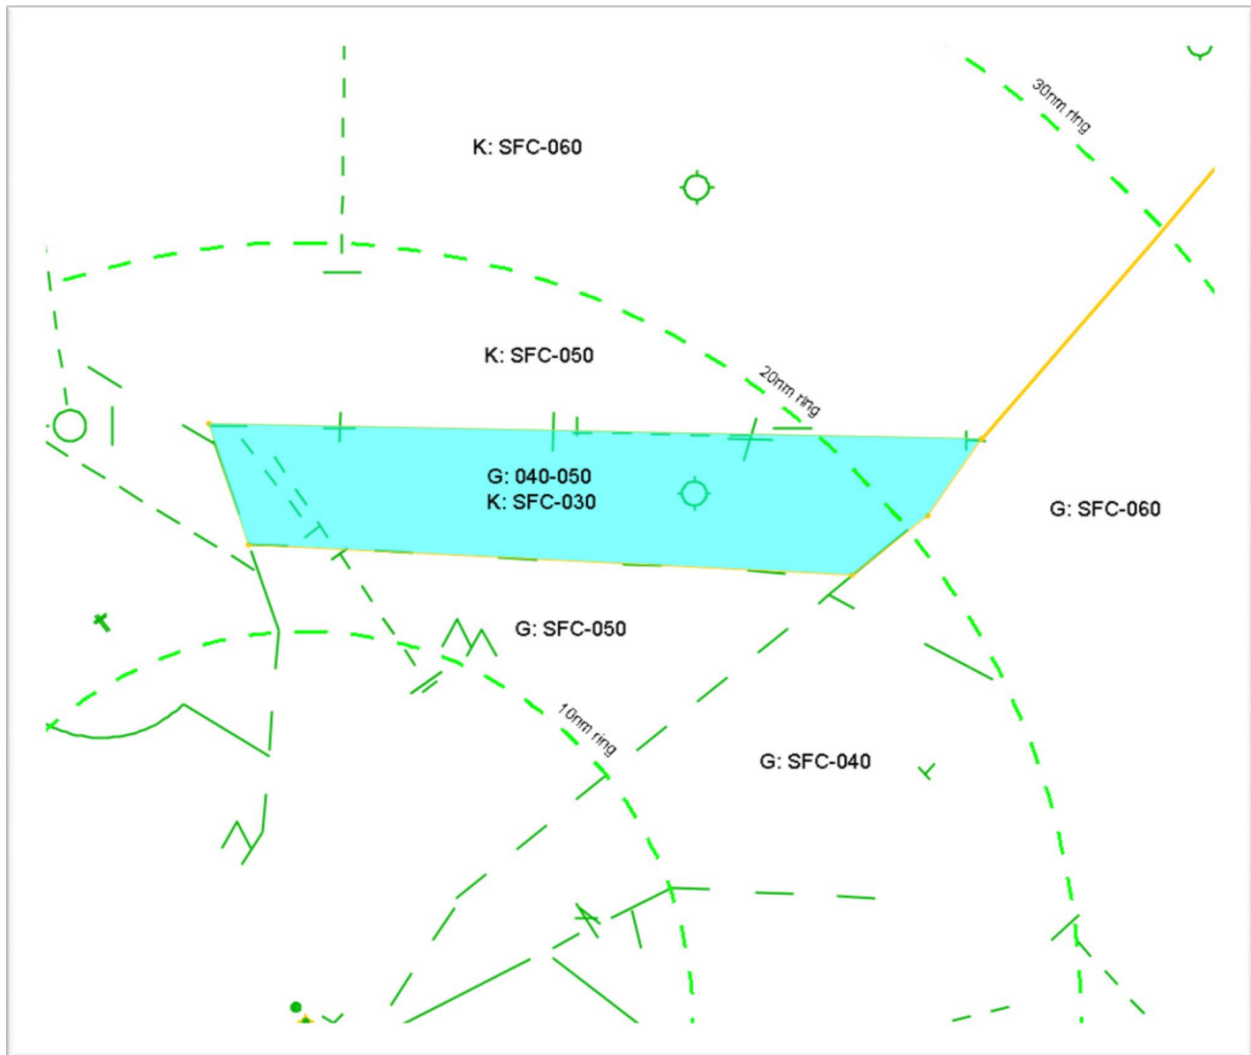 30nm ring
K: SFC-060
K: SFC-050
20nm ring
G: 040-050
K: SFC-030
G: SFC-060
G: SFC-050
10nm ring
G: SFC-040